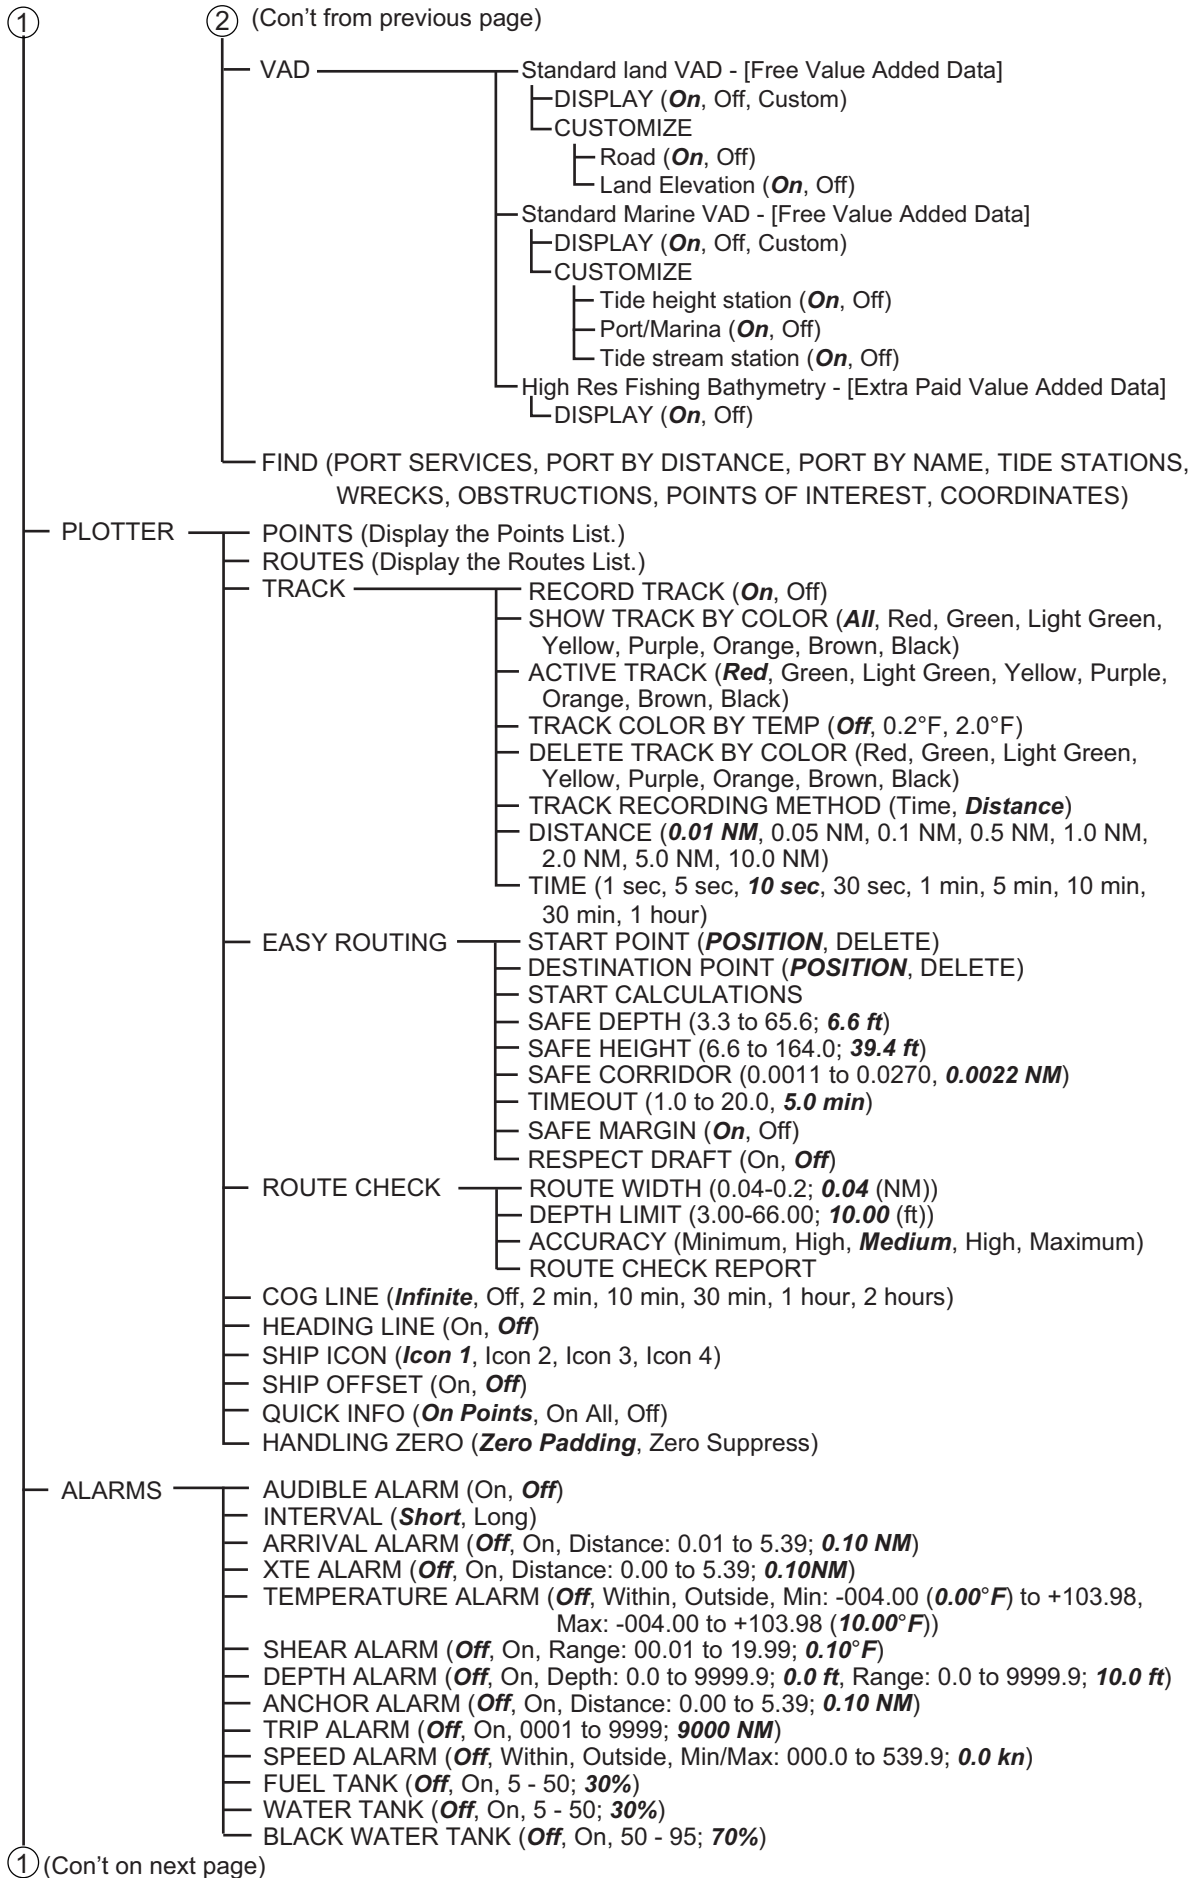 ① ② (Con't from previous page)
VAD Standard land VAD - [Free Value Added Data]
DISPLAY (On, Off, Custom)
CUSTOMIZE
Road (On, Off)
Land Elevation (On, Off)
Standard Marine VAD - [Free Value Added Data]
DISPLAY (On, Off, Custom)
CUSTOMIZE
Tide height station (On, Off)
Port/Marina (On, Off)
Tide stream station (On, Off)
High Res Fishing Bathymetry - [Extra Paid Value Added Data]
DISPLAY (On, Off)
FIND (PORT SERVICES, PORT BY DISTANCE, PORT BY NAME, TIDE STATIONS,
WRECKS, OBSTRUCTIONS, POINTS OF INTEREST, COORDINATES)
PLOTTER POINTS (Display the Points List.)
ROUTES (Display the Routes List.)
TRACK RECORD TRACK (On, Off)
SHOW TRACK BY COLOR (All, Red, Green, Light Green,
Yellow, Purple, Orange, Brown, Black)
ACTIVE TRACK (Red, Green, Light Green, Yellow, Purple,
Orange, Brown, Black)
TRACK COLOR BY TEMP (Off, 0.2°F, 2.0°F)
DELETE TRACK BY COLOR (Red, Green, Light Green,
Yellow, Purple, Orange, Brown, Black)
TRACK RECORDING METHOD (Time, Distance)
DISTANCE (0.01 NM, 0.05 NM, 0.1 NM, 0.5 NM, 1.0 NM,
2.0 NM, 5.0 NM, 10.0 NM)
TIME (1 sec, 5 sec, 10 sec, 30 sec, 1 min, 5 min, 10 min,
30 min, 1 hour)
EASY ROUTING START POINT (POSITION, DELETE)
DESTINATION POINT (POSITION, DELETE)
START CALCULATIONS
SAFE DEPTH (3.3 to 65.6; 6.6 ft)
SAFE HEIGHT (6.6 to 164.0; 39.4 ft)
SAFE CORRIDOR (0.0011 to 0.0270, 0.0022 NM)
TIMEOUT (1.0 to 20.0, 5.0 min)
SAFE MARGIN (On, Off)
RESPECT DRAFT (On, Off)
ROUTE CHECK ROUTE WIDTH (0.04-0.2; 0.04 (NM))
DEPTH LIMIT (3.00-66.00; 10.00 (ft))
ACCURACY (Minimum, High, Medium, High, Maximum)
ROUTE CHECK REPORT
COG LINE (Infinite, Off, 2 min, 10 min, 30 min, 1 hour, 2 hours)
HEADING LINE (On, Off)
SHIP ICON (Icon 1, Icon 2, Icon 3, Icon 4)
SHIP OFFSET (On, Off)
QUICK INFO (On Points, On All, Off)
HANDLING ZERO (Zero Padding, Zero Suppress)
ALARMS AUDIBLE ALARM (On, Off)
INTERVAL (Short, Long)
ARRIVAL ALARM (Off, On, Distance: 0.01 to 5.39; 0.10 NM)
XTE ALARM (Off, On, Distance: 0.00 to 5.39; 0.10NM)
TEMPERATURE ALARM (Off, Within, Outside, Min: -004.00 (0.00°F) to +103.98,
Max: -004.00 to +103.98 (10.00°F))
SHEAR ALARM (Off, On, Range: 00.01 to 19.99; 0.10°F)
DEPTH ALARM (Off, On, Depth: 0.0 to 9999.9; 0.0 ft, Range: 0.0 to 9999.9; 10.0 ft)
ANCHOR ALARM (Off, On, Distance: 0.00 to 5.39; 0.10 NM)
TRIP ALARM (Off, On, 0001 to 9999; 9000 NM)
SPEED ALARM (Off, Within, Outside, Min/Max: 000.0 to 539.9; 0.0 kn)
FUEL TANK (Off, On, 5 - 50; 30%)
WATER TANK (Off, On, 5 - 50; 30%)
BLACK WATER TANK (Off, On, 50 - 95; 70%)
① (Con't on next page)